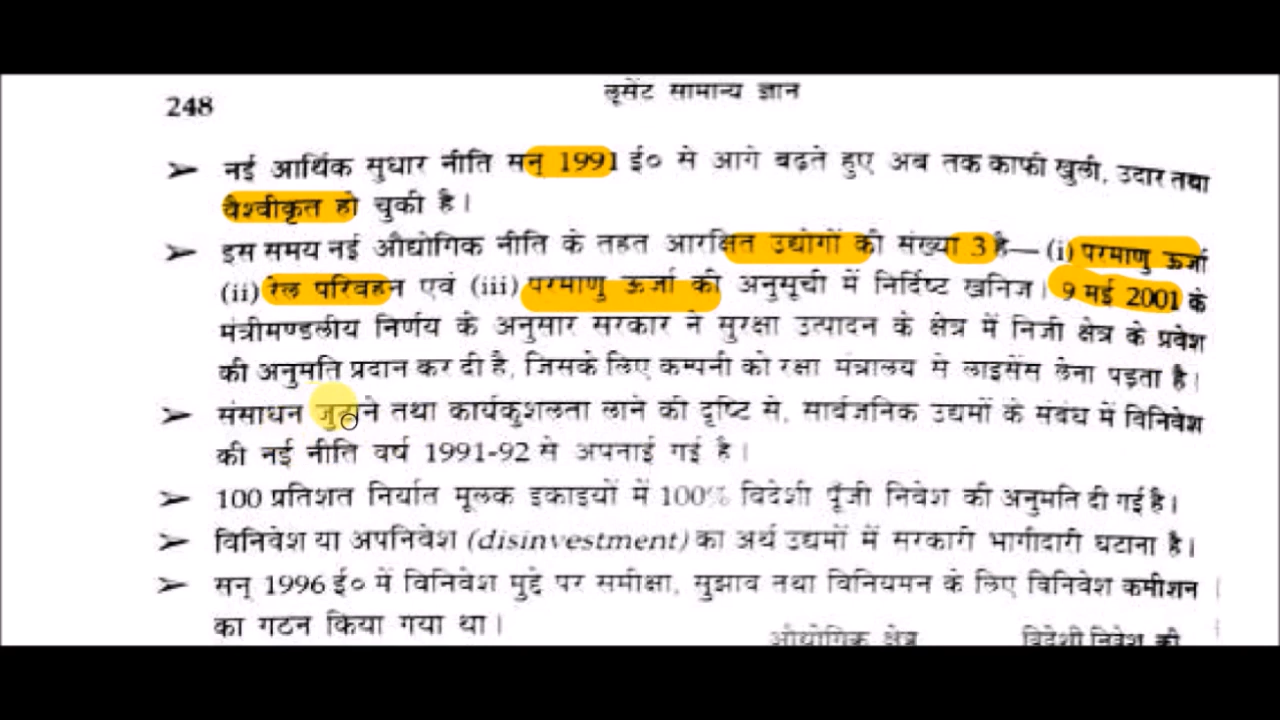 248
लूसेंट सामान्य ज्ञान
➢ नई आर्थिक सुधार नीति सन् 1991 ई० से आगे बढ़ते हुए अब तक काफी खुली, उदार तथा
वैश्वीकृत हो चुकी है।
➢ इस समय नई औद्योगिक नीति के तहत आरक्षित उद्योगों की संख्या 3 है— (i) परमाणु ऊर्जा
(ii) रेल परिवहन एवं (iii) परमाणु ऊर्जा की अनुसूची में निर्दिष्ट खनिज। 9 मई 2001 के
मंत्रीमण्डलीय निर्णय के अनुसार सरकार ने सुरक्षा उत्पादन के क्षेत्र में निजी क्षेत्र के प्रवेश
की अनुमति प्रदान कर दी है, जिसके लिए कम्पनी को रक्षा मंत्रालय से लाइसेंस लेना पड़ता है।
➢ संसाधन जुटाने तथा कार्यकुशलता लाने की दृष्टि से, सार्वजनिक उद्यमों के संबंध में विनिवेश
की नई नीति वर्ष 1991-92 से अपनाई गई है।
➢ 100 प्रतिशत निर्यात मूलक इकाइयों में 100% विदेशी पूँजी निवेश की अनुमति दी गई है।
➢ विनिवेश या अपनिवेश (disinvestment) का अर्थ उद्यमों में सरकारी भागीदारी घटाना है।
➢ सन् 1996 ई० में विनिवेश मुद्दे पर समीक्षा, सुझाव तथा विनियमन के लिए विनिवेश कमीशन
का गठन किया गया था।
औद्योगिक क्षेत्र विदेशी निवेश की